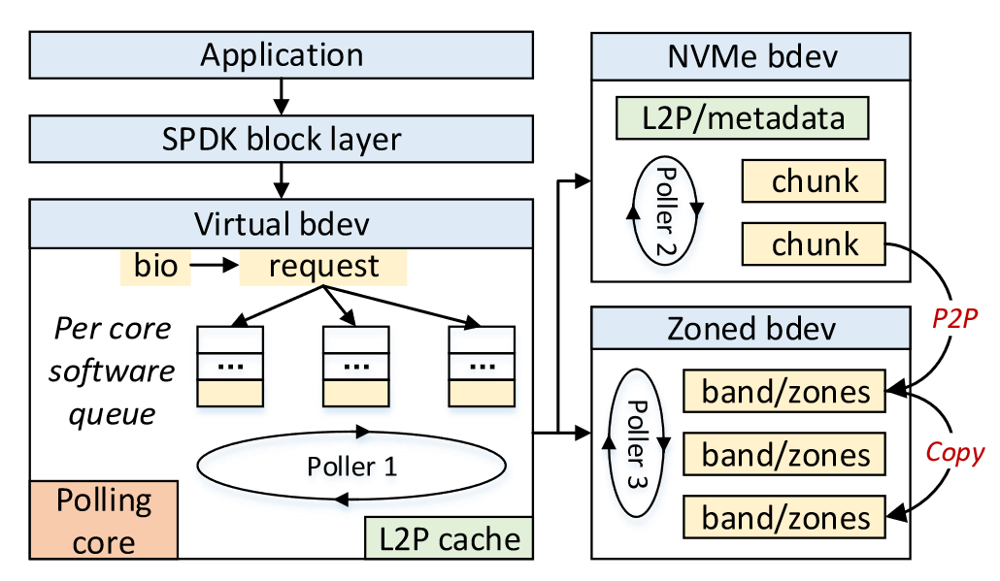 Application
SPDK block layer
Virtual bdev
bio
request
Per core
software
queue
...
...
...
Poller 1
Polling
core
L2P cache
NVMe bdev
L2P/metadata
Poller 2
chunk
chunk
P2P
Zoned bdev
Poller 3
band/zones
band/zones
band/zones
Copy